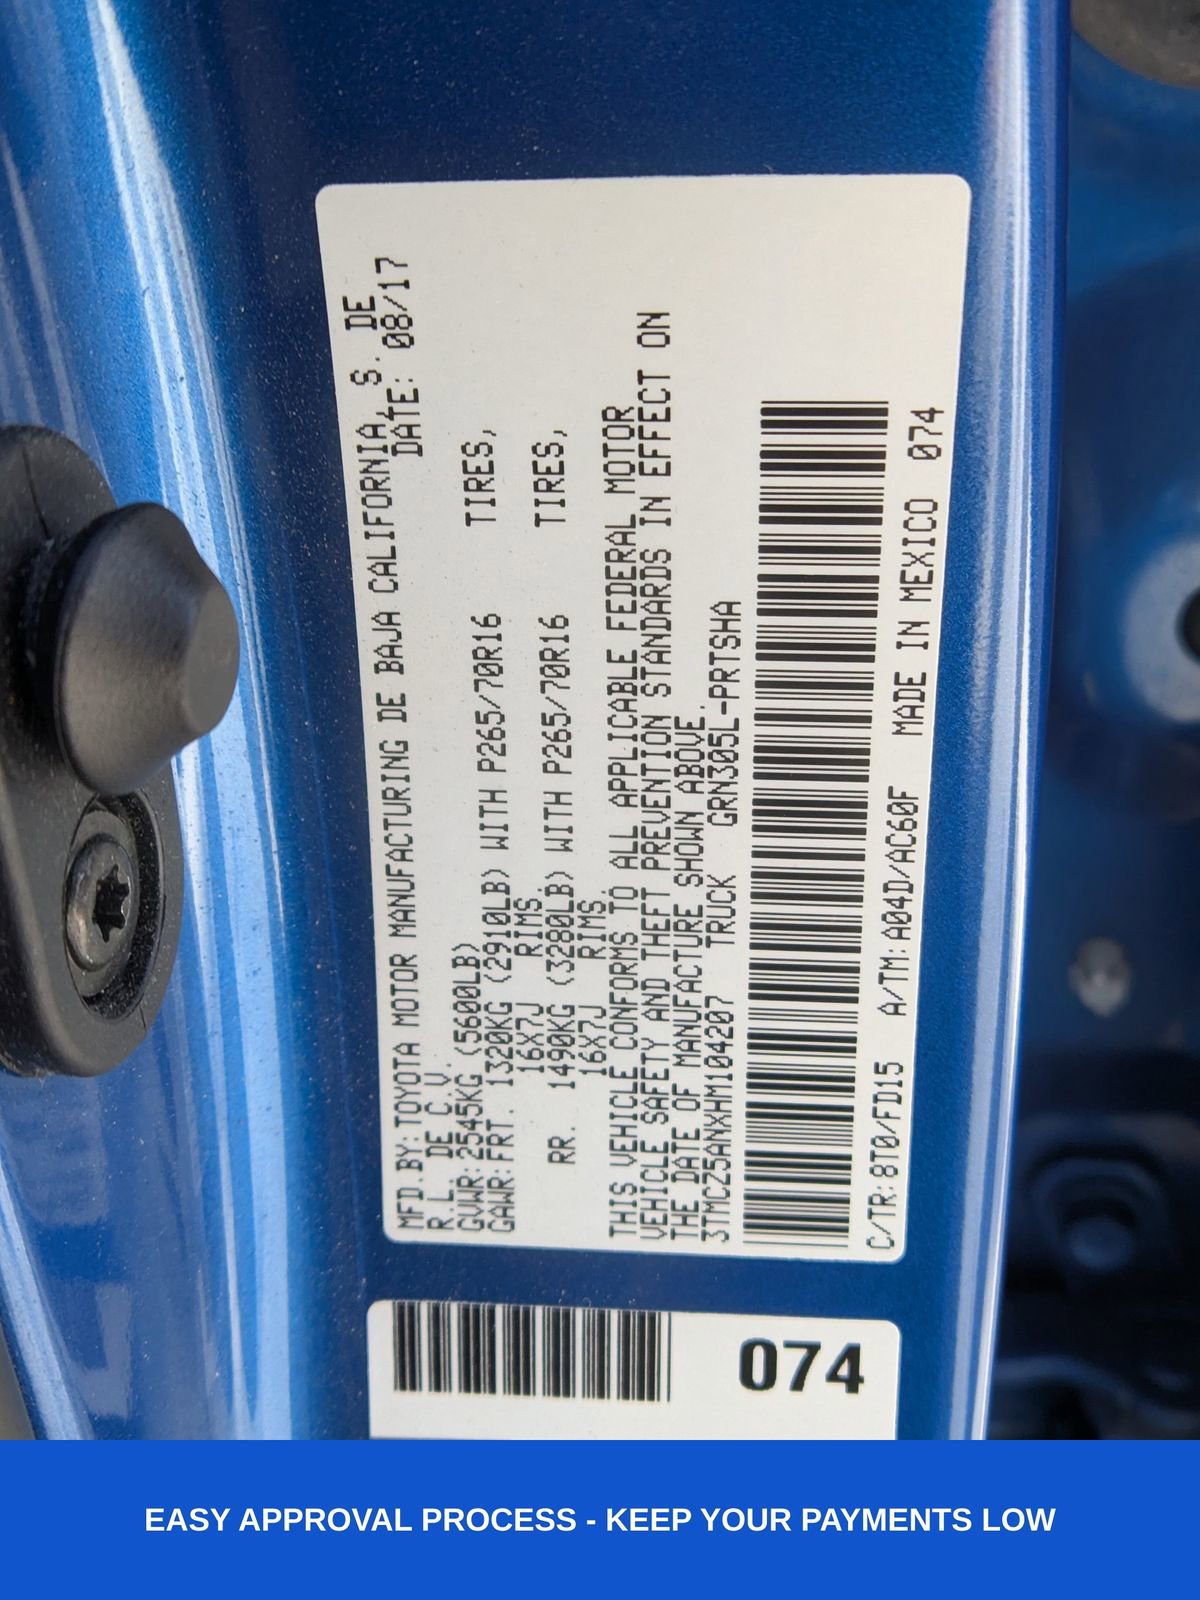 MFD.BY:TOYOTA MOTOR MANUFACTURING DE BAJA CALIFORNIA, S. DE
R.L. DE C.V. DATE: 08/17
GVWR:2545KG (5600LB)
GAWR:FRT. 1320KG (2910LB) WITH P265/70R16 TIRES,
16X7J RIMS.
RR. 1490KG (3280LB) WITH P265/70R16 TIRES,
16X7J RIMS.
THIS VEHICLE CONFORMS TO ALL APPLICABLE FEDERAL MOTOR
VEHICLE SAFETY AND THEFT PREVENTION STANDARDS IN EFFECT ON
THE DATE OF MANUFACTURE SHOWN ABOVE.
3TMCZ5ANXHM104207 TRUCK GRN305L-PRTSHA
C/TR:8T0/FD15 A/TM:A04D/AC60F MADE IN MEXICO 074
074
EASY APPROVAL PROCESS - KEEP YOUR PAYMENTS LOW